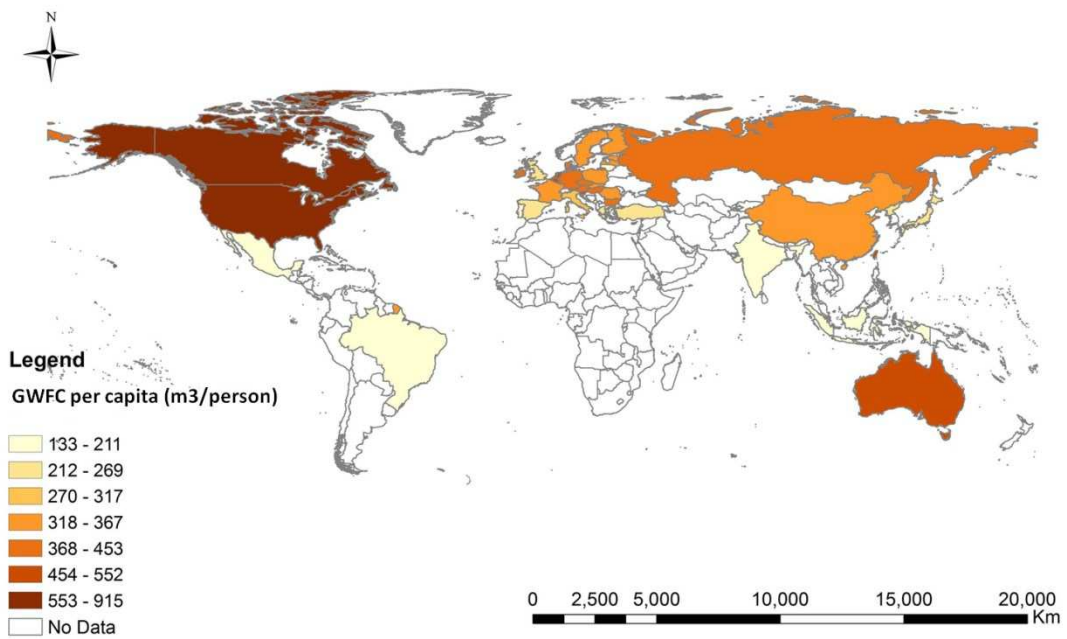 N
Legend
GWFC per capita (m3/person)
133 - 211
212 - 269
270 - 317
318 - 367
368 - 453
454 - 552
553 - 915
No Data
0 2,500 5,000 10,000 15,000 20,000
Km